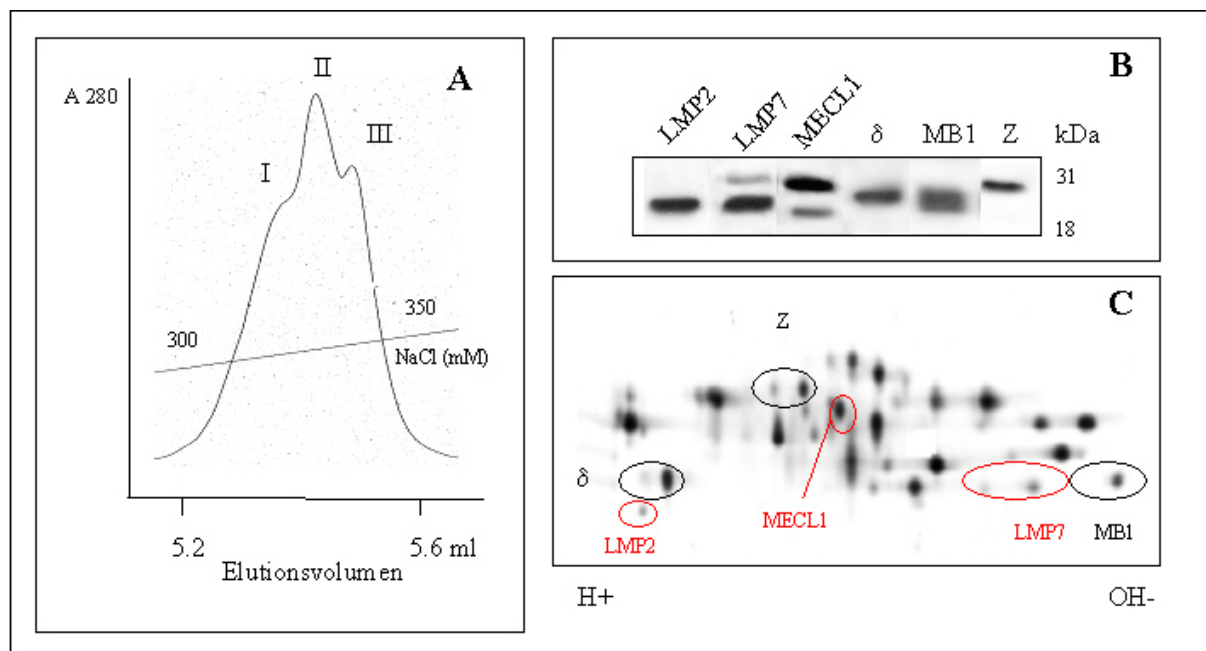 A
A 280
I
II
III
300
350
NaCl (mM)
5.2
5.6 ml
Elutionsvolumen
B
LMP2
LMP7
MECL1
δ
MB1
Z
kDa
31
18
C
Z
δ
LMP2
MECL1
LMP7
MB1
H+
OH-